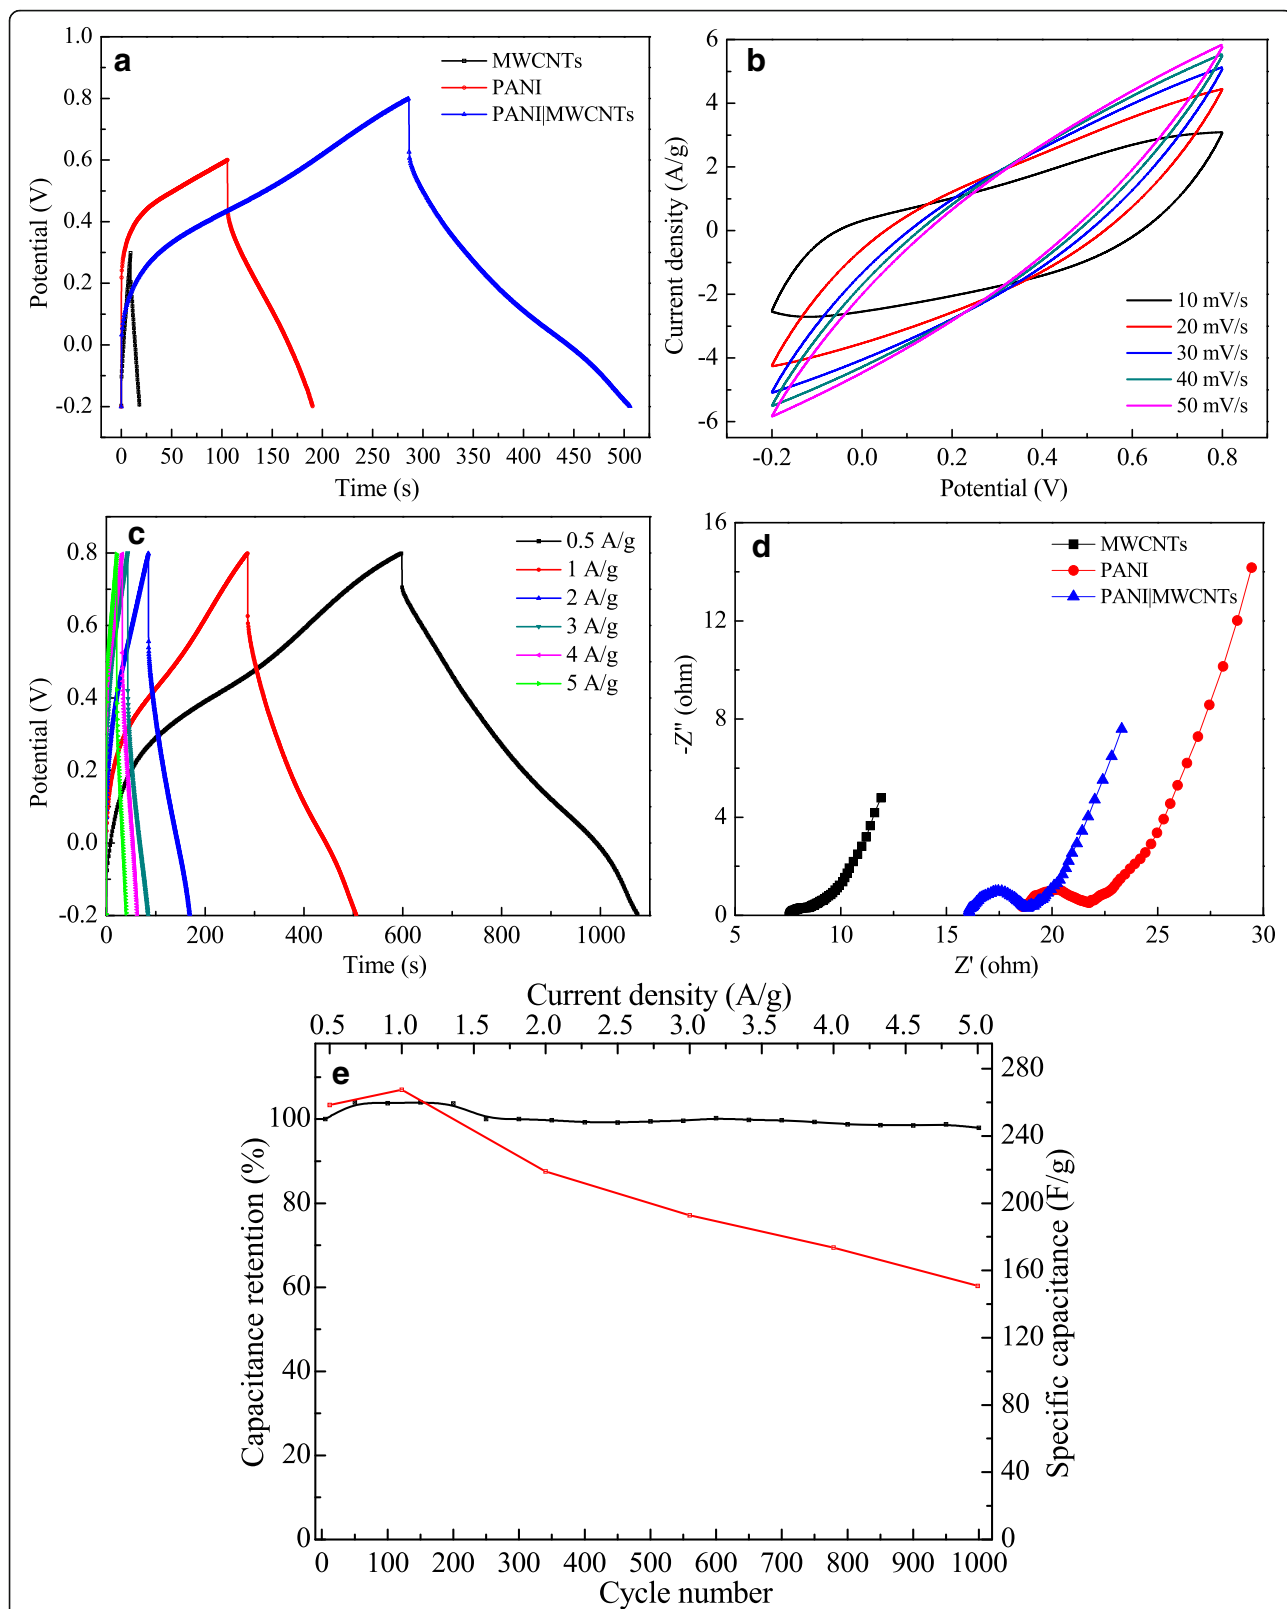 a
1.0
0.8
0.6
0.4
0.2
0.0
-0.2
Potential (V)
MWCNTs
PANI
PANI|MWCNTs
0 50 100 150 200 250 300 350 400 450 500
Time (s)
b
6
4
2
0
-2
-4
-6
Current density (A/g)
10 mV/s
20 mV/s
30 mV/s
40 mV/s
50 mV/s
-0.2 0.0 0.2 0.4 0.6 0.8
Potential (V)
c
0.8
0.6
0.4
0.2
0.0
-0.2
Potential (V)
0.5 A/g
1 A/g
2 A/g
3 A/g
4 A/g
5 A/g
0 200 400 600 800 1000
Time (s)
d
16
12
8
4
0
-Z'' (ohm)
MWCNTs
PANI
PANI|MWCNTs
5 10 15 20 25 30
Z' (ohm)
Current density (A/g)
0.5 1.0 1.5 2.0 2.5 3.0 3.5 4.0 4.5 5.0
e
100
80
60
40
20
0
Capacitance retention (%)
280
240
200
160
120
80
40
0
Specific capacitance (F/g)
0 100 200 300 400 500 600 700 800 900 1000
Cycle number